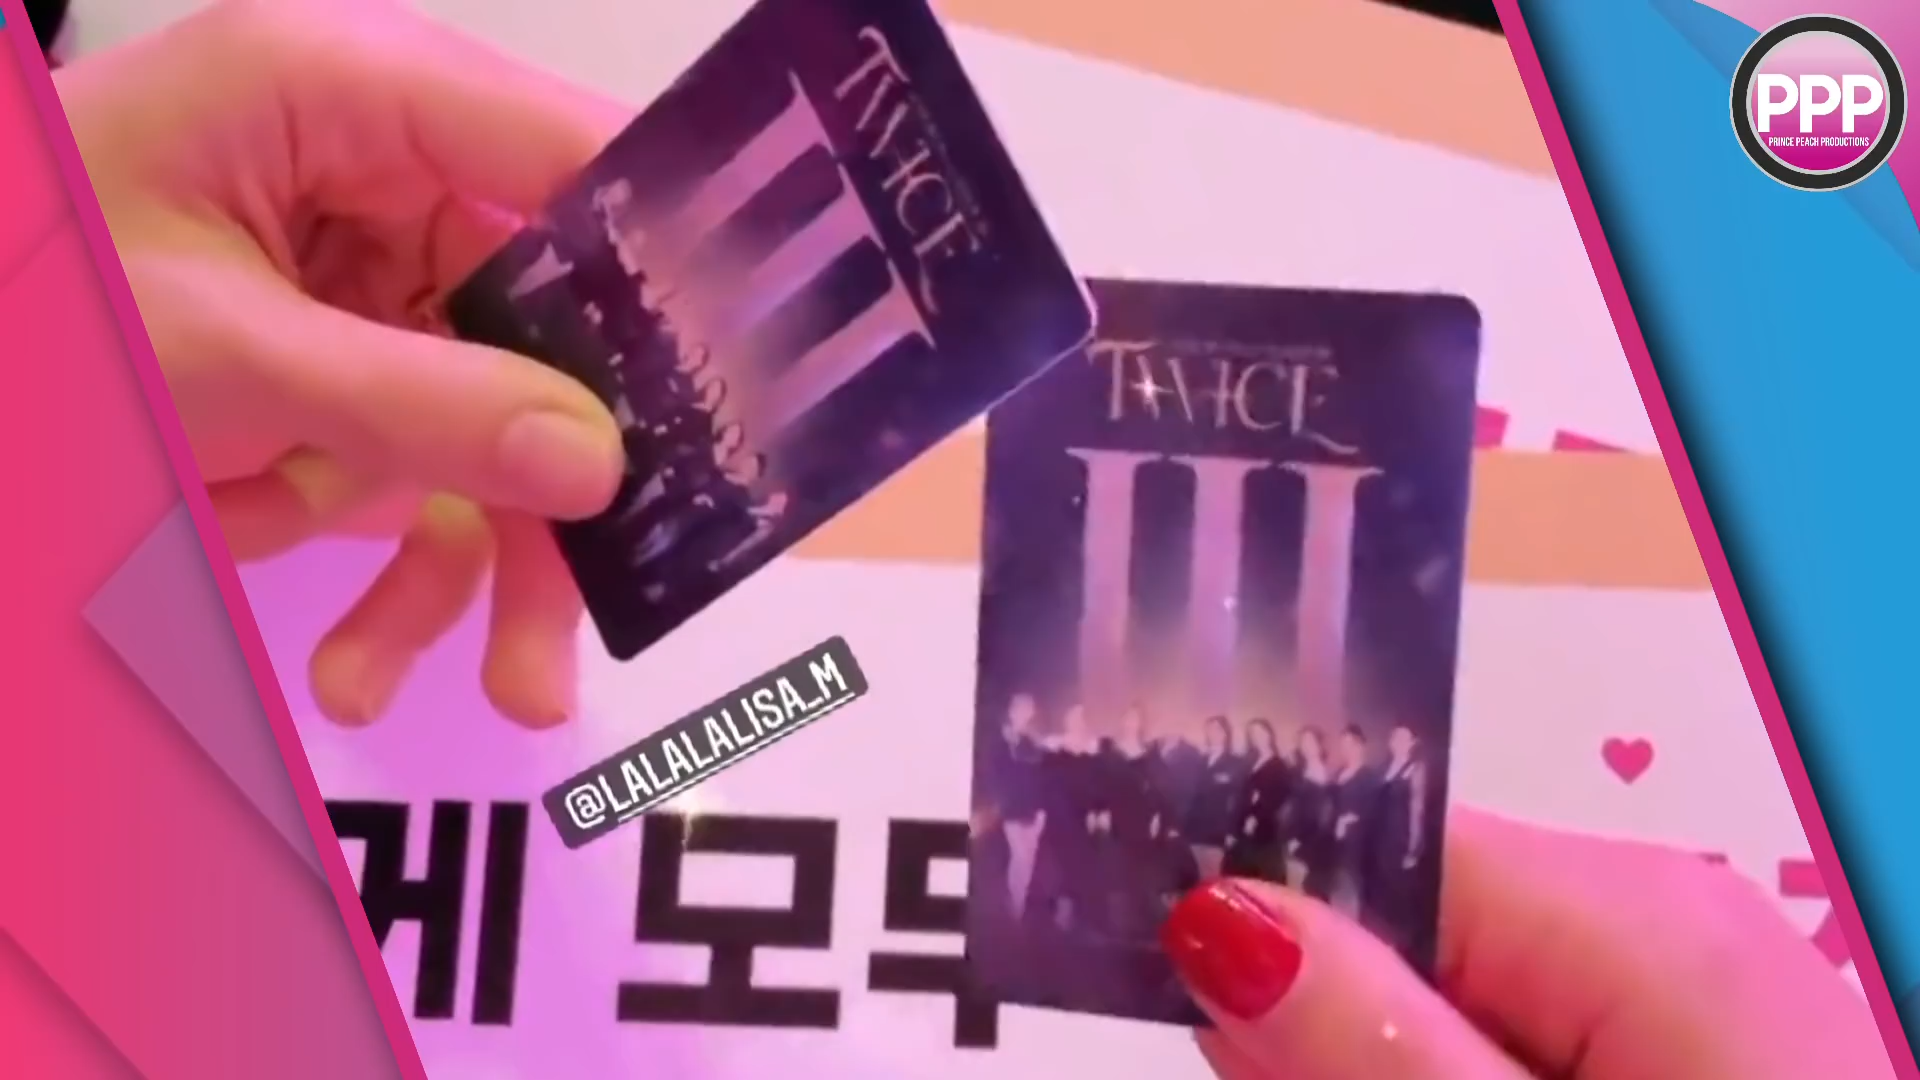 PPP
PRINCE PEACH PRODUCTIONS
TWICE
III
TWICE
III
@LALALALISA_M
게 모두